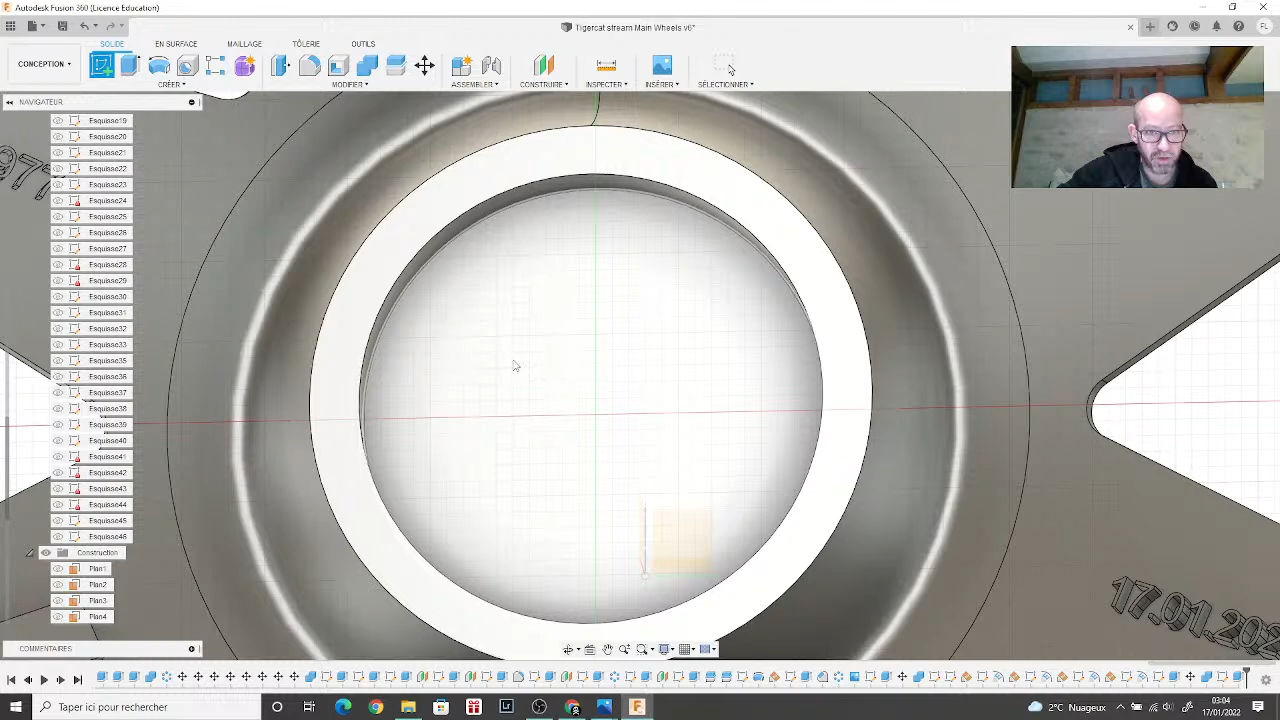 Autodesk Fusion 360 (Licence Education)
Tigercat stream Main Wheels v6*
FL
SOLIDE
EN SURFACE
MAILLAGE
TÔLERIE
OUTILS
CONCEPTION
CRÉER
MODIFIER
ASSEMBLER
CONSTRUIRE
INSPECTER
INSÉRER
SÉLECTIONNER
NAVIGATEUR
Esquisse19
Esquisse20
Esquisse21
Esquisse22
Esquisse23
Esquisse24
Esquisse25
Esquisse26
Esquisse27
Esquisse28
Esquisse29
Esquisse30
Esquisse31
Esquisse32
Esquisse33
Esquisse35
Esquisse36
Esquisse37
Esquisse38
Esquisse39
Esquisse40
Esquisse41
Esquisse42
Esquisse43
Esquisse44
Esquisse45
Esquisse46
Construction
Plan1
Plan2
Plan3
Plan4
17.01.202
COMMENTAIRES
Taper ici pour rechercher
2°C Nuageux
03:04
17/01/2022